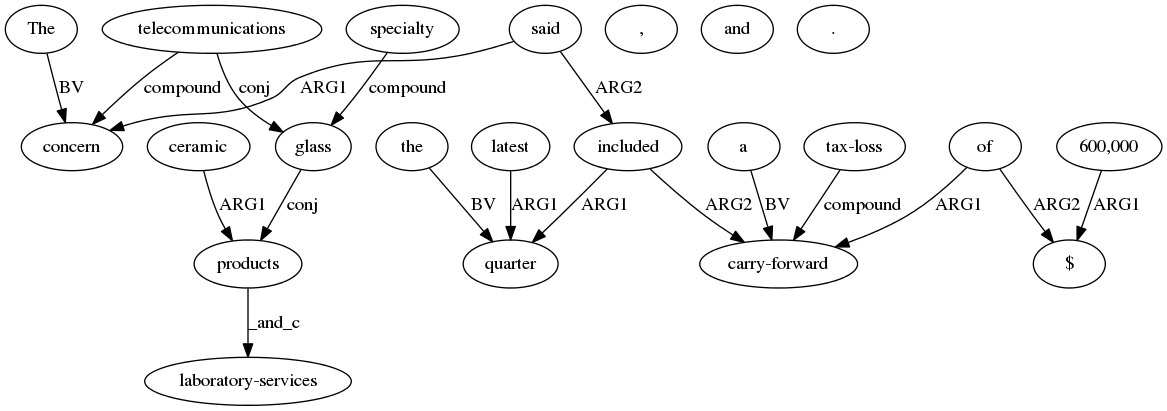 The telecommunications specialty said , and .
BV compound conj compound ARG1 ARG2
concern ceramic glass the latest included a tax-loss of 600,000
ARG1 conj BV ARG1 ARG1 ARG2 BV compound ARG1 ARG2 ARG1
products quarter carry-forward $
_and_c
laboratory-services